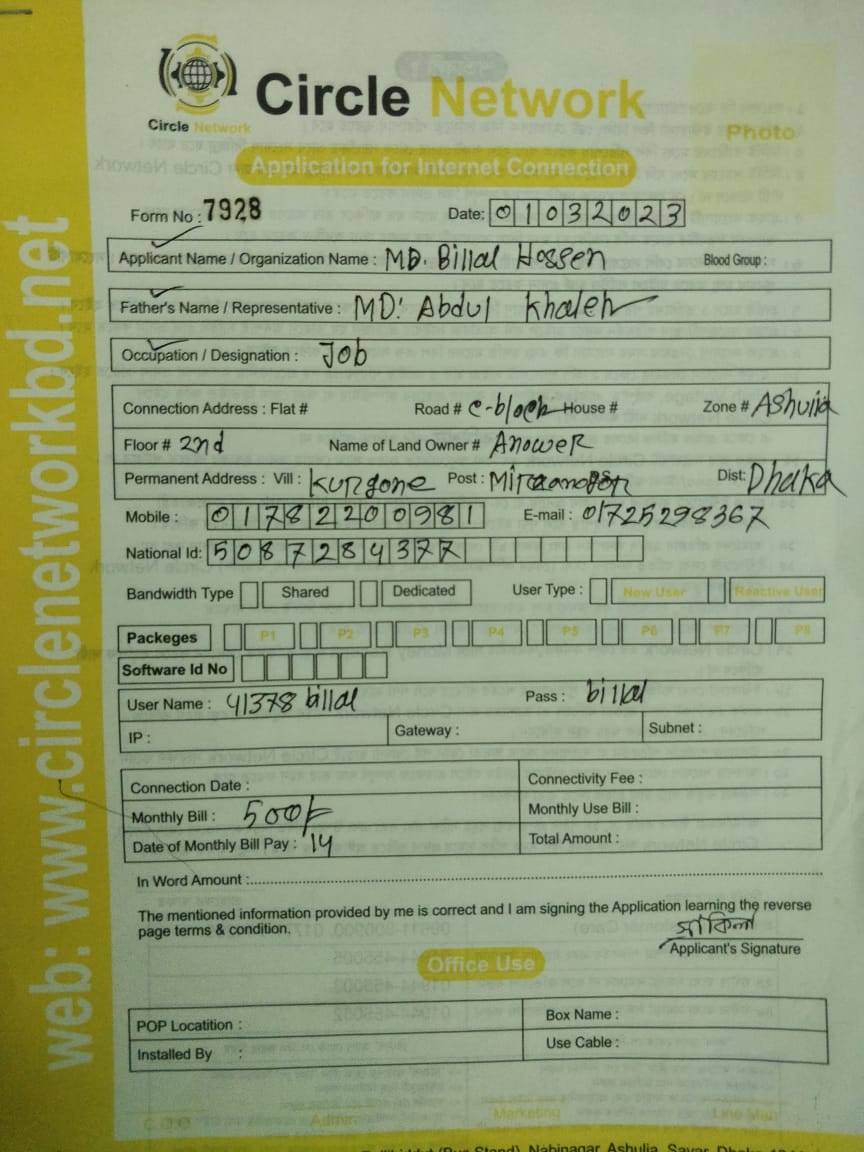 Circle Network
Circle Network
Photo
Application for Internet Connection
Form No : 7928 Date: 01032023
Applicant Name / Organization Name : MD. Billal Hossen Blood Group :
Father's Name / Representative : MD: Abdul Khalek
Occupation / Designation : Job
Connection Address : Flat # Road # C-block House # Zone # Ashulia
Floor # 2nd Name of Land Owner # Anower
Permanent Address : Vill : Post : Dist: Dhaka
Mobile : 01782200981 E-mail : 01725298367
National Id: 5087284377
Bandwidth Type Shared Dedicated User Type : New User Reactive User
Packeges P1 P2 P3 P4 P5 P6 P7 P8
Software Id No
User Name : 41378 billal Pass : billal
IP : Gateway : Subnet :
Connection Date : Connectivity Fee :
Monthly Bill : 500/- Monthly Use Bill :
Date of Monthly Bill Pay : 14 Total Amount :
In Word Amount :
The mentioned information provided by me is correct and I am signing the Application learning the reverse
page terms & condition.
Applicant's Signature
Office Use
POP Locatition : Box Name :
Installed By : Use Cable :
C.O.O Admin Marketing Line Man
Nabinagar, Ashulia, Savar, Dhaka
web: www.circlenetworkbd.net